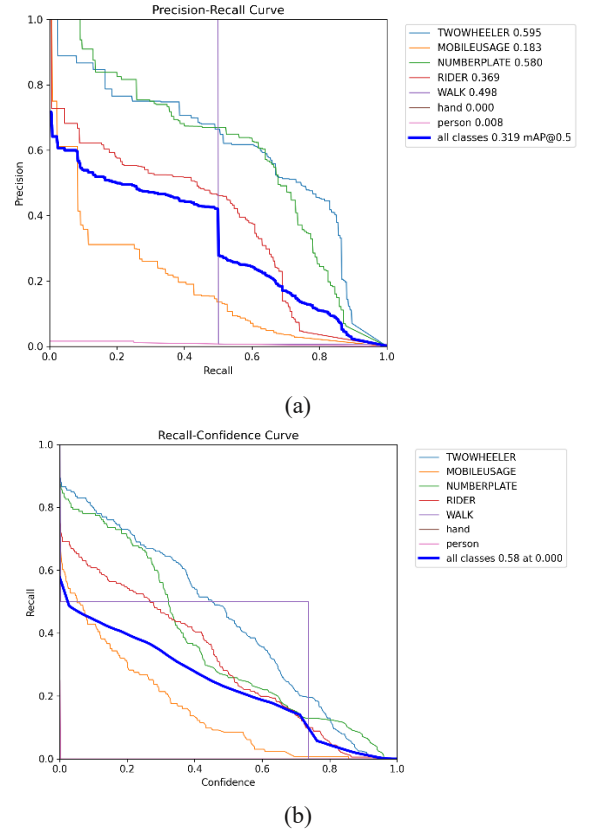 Precision-Recall Curve
1.0
0.8
0.6
0.4
0.2
0.0
Precision
0.0 0.2 0.4 0.6 0.8 1.0
Recall
TWOWHEELER 0.595
MOBILEUSAGE 0.183
NUMBERPLATE 0.580
RIDER 0.369
WALK 0.498
hand 0.000
person 0.008
all classes 0.319 mAP@0.5
(a)
Recall-Confidence Curve
1.0
0.8
0.6
0.4
0.2
0.0
Recall
0.0 0.2 0.4 0.6 0.8 1.0
Confidence
TWOWHEELER
MOBILEUSAGE
NUMBERPLATE
RIDER
WALK
hand
person
all classes 0.58 at 0.000
(b)